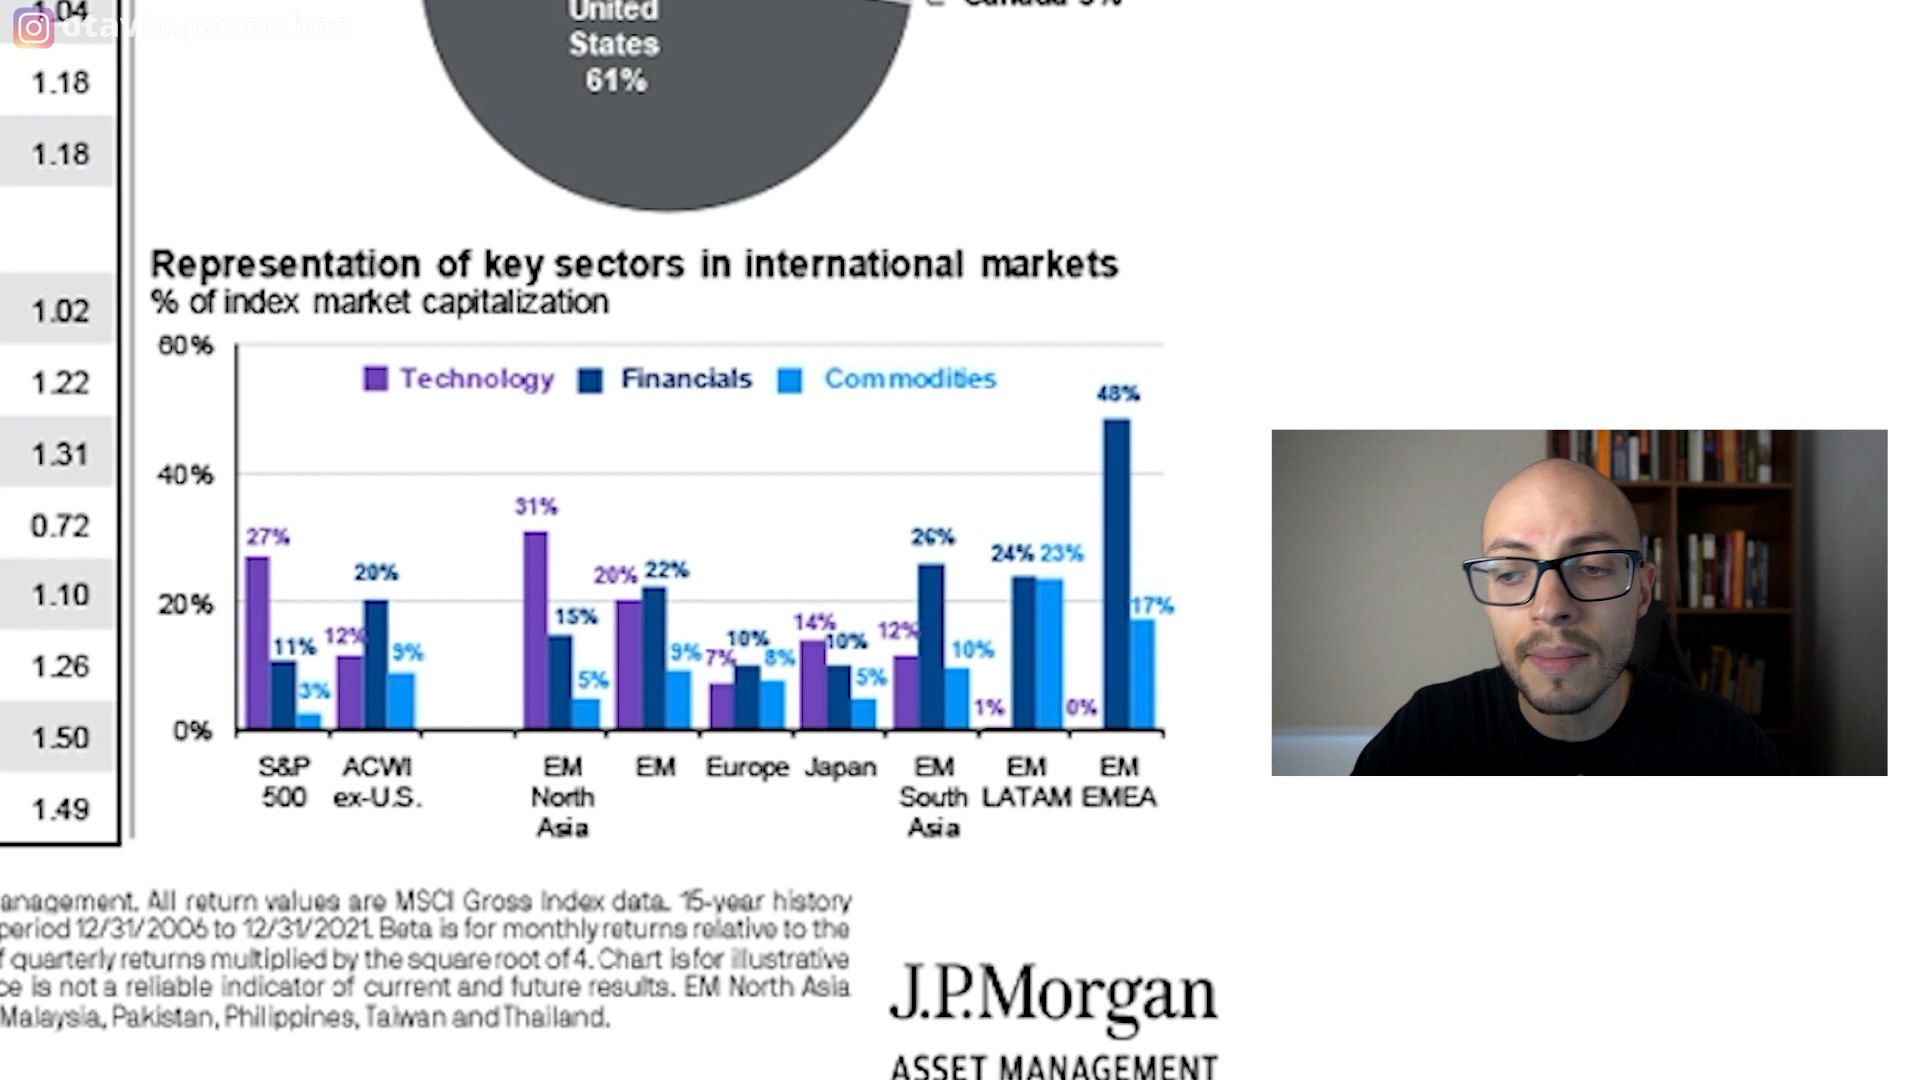 otavio.paranhos
1.04
1.18
1.18
1.02
1.22
1.31
0.72
1.10
1.26
1.50
1.49
United
States
61%
Representation of key sectors in international markets
% of index market capitalization
60%
40%
20%
0%
Technology Financials Commodities
27% 11% 3%
12% 20% 9%
31% 15% 5%
20% 22% 9%
7% 10% 8%
14% 10% 5%
12% 26% 10%
1% 24% 23%
0% 48% 17%
S&P
500
ACWI
ex-U.S.
EM
North
Asia
EM
Europe
Japan
EM
South
Asia
EM
LATAM
EM
EMEA
anagement. All return values are MSCI Gross Index data. 15-year history
period 12/31/2006 to 12/31/2021. Beta is for monthly returns relative to the
f quarterly returns multiplied by the square root of 4. Chart is for illustrative
ce is not a reliable indicator of current and future results. EM North Asia
Malaysia, Pakistan, Philippines, Taiwan and Thailand.
J.P.Morgan
ASSET MANAGEMENT